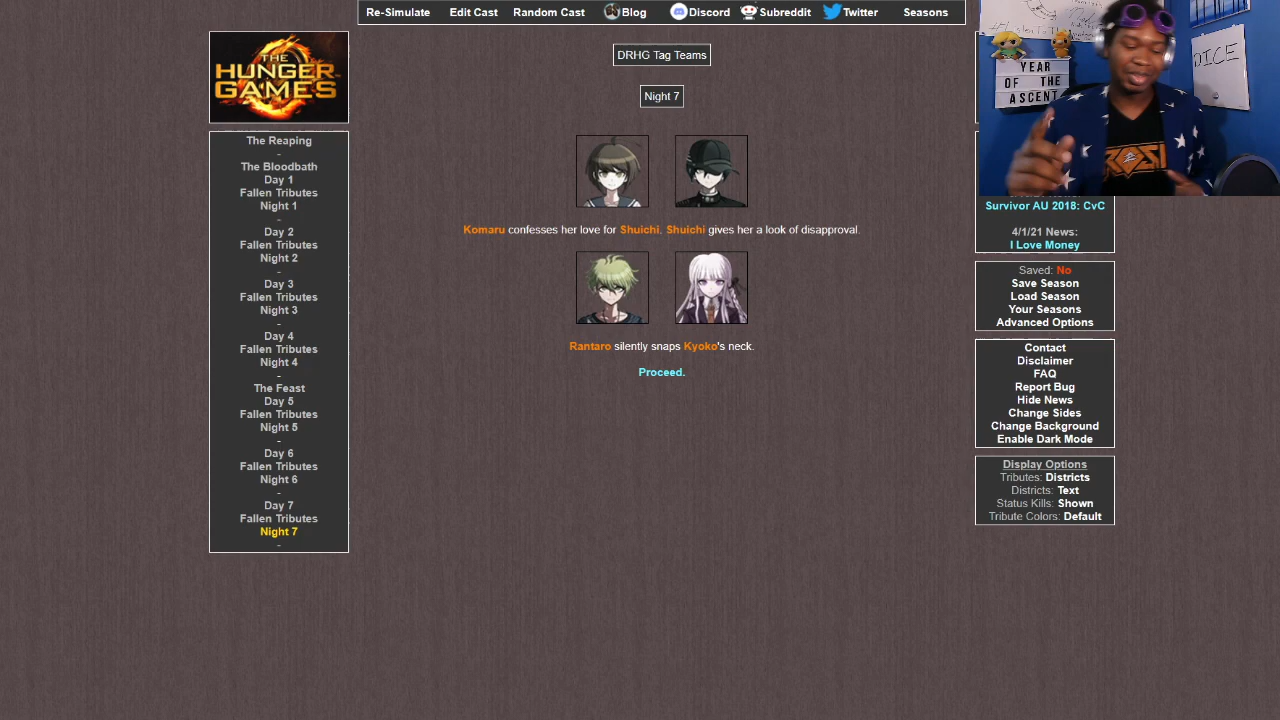 Re-Simulate Edit Cast Random Cast Blog Discord Subreddit Twitter Seasons
THE
HUNGER
GAMES
The Reaping
-
The Bloodbath
Day 1
Fallen Tributes
Night 1
-
Day 2
Fallen Tributes
Night 2
-
Day 3
Fallen Tributes
Night 3
-
Day 4
Fallen Tributes
Night 4
-
The Feast
Day 5
Fallen Tributes
Night 5
-
Day 6
Fallen Tributes
Night 6
-
Day 7
Fallen Tributes
Night 7
-
DRHG Tag Teams
Night 7
Komaru confesses her love for Shuichi, Shuichi gives her a look of disapproval.
Rantaro silently snaps Kyoko's neck.
Proceed.
YEAR
OF THE
ASCENT
DICE
Survivor AU 2018: CvC
4/1/21 News:
I Love Money
Saved: No
Save Season
Load Season
Your Seasons
Advanced Options
Contact
Disclaimer
FAQ
Report Bug
Hide News
Change Sides
Change Background
Enable Dark Mode
Display Options
Tributes: Districts
Districts: Text
Status Kills: Shown
Tribute Colors: Default